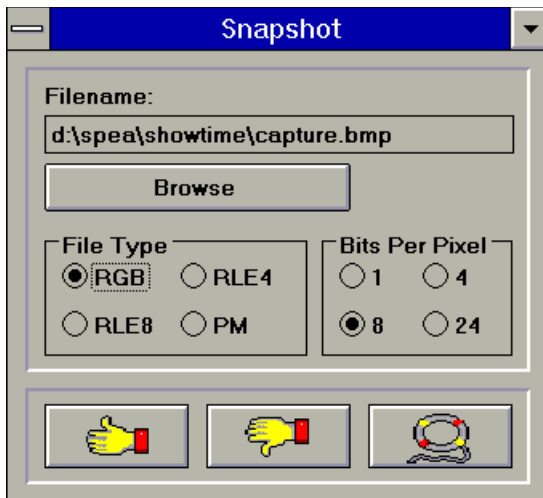 Snapshot
Filename:
d:\spea\showtime\capture.bmp
Browse
File Type
RGB RLE4
RLE8 PM
Bits Per Pixel
1 4
8 24